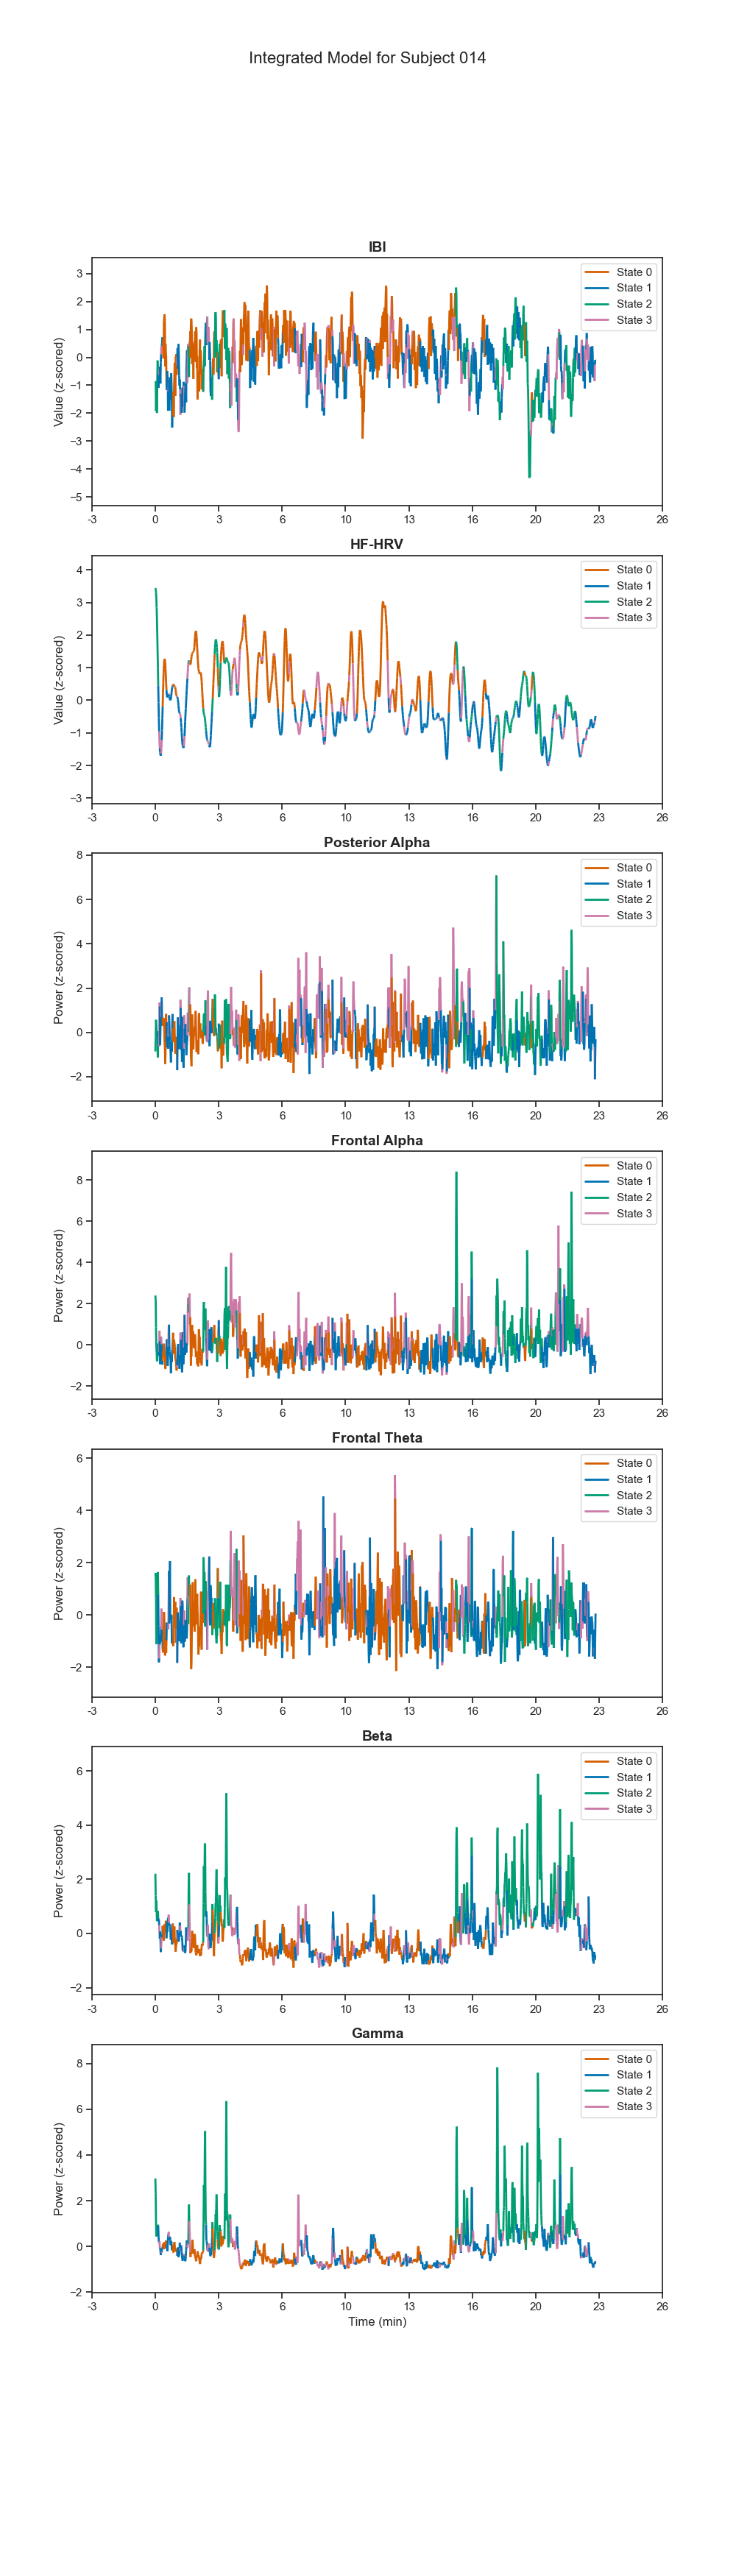 Integrated Model for Subject 014
IBI
Value (z-scored)
3
2
1
0
−1
−2
−3
−4
−5
State 0
State 1
State 2
State 3
-3 0 3 6 10 13 16 20 23 26
HF-HRV
Value (z-scored)
4
3
2
1
0
−1
−2
−3
State 0
State 1
State 2
State 3
-3 0 3 6 10 13 16 20 23 26
Posterior Alpha
Power (z-scored)
8
6
4
2
0
−2
State 0
State 1
State 2
State 3
-3 0 3 6 10 13 16 20 23 26
Frontal Alpha
Power (z-scored)
8
6
4
2
0
−2
State 0
State 1
State 2
State 3
-3 0 3 6 10 13 16 20 23 26
Frontal Theta
Power (z-scored)
6
4
2
0
−2
State 0
State 1
State 2
State 3
-3 0 3 6 10 13 16 20 23 26
Beta
Power (z-scored)
6
4
2
0
−2
State 0
State 1
State 2
State 3
-3 0 3 6 10 13 16 20 23 26
Gamma
Power (z-scored)
8
6
4
2
0
−2
State 0
State 1
State 2
State 3
-3 0 3 6 10 13 16 20 23 26
Time (min)